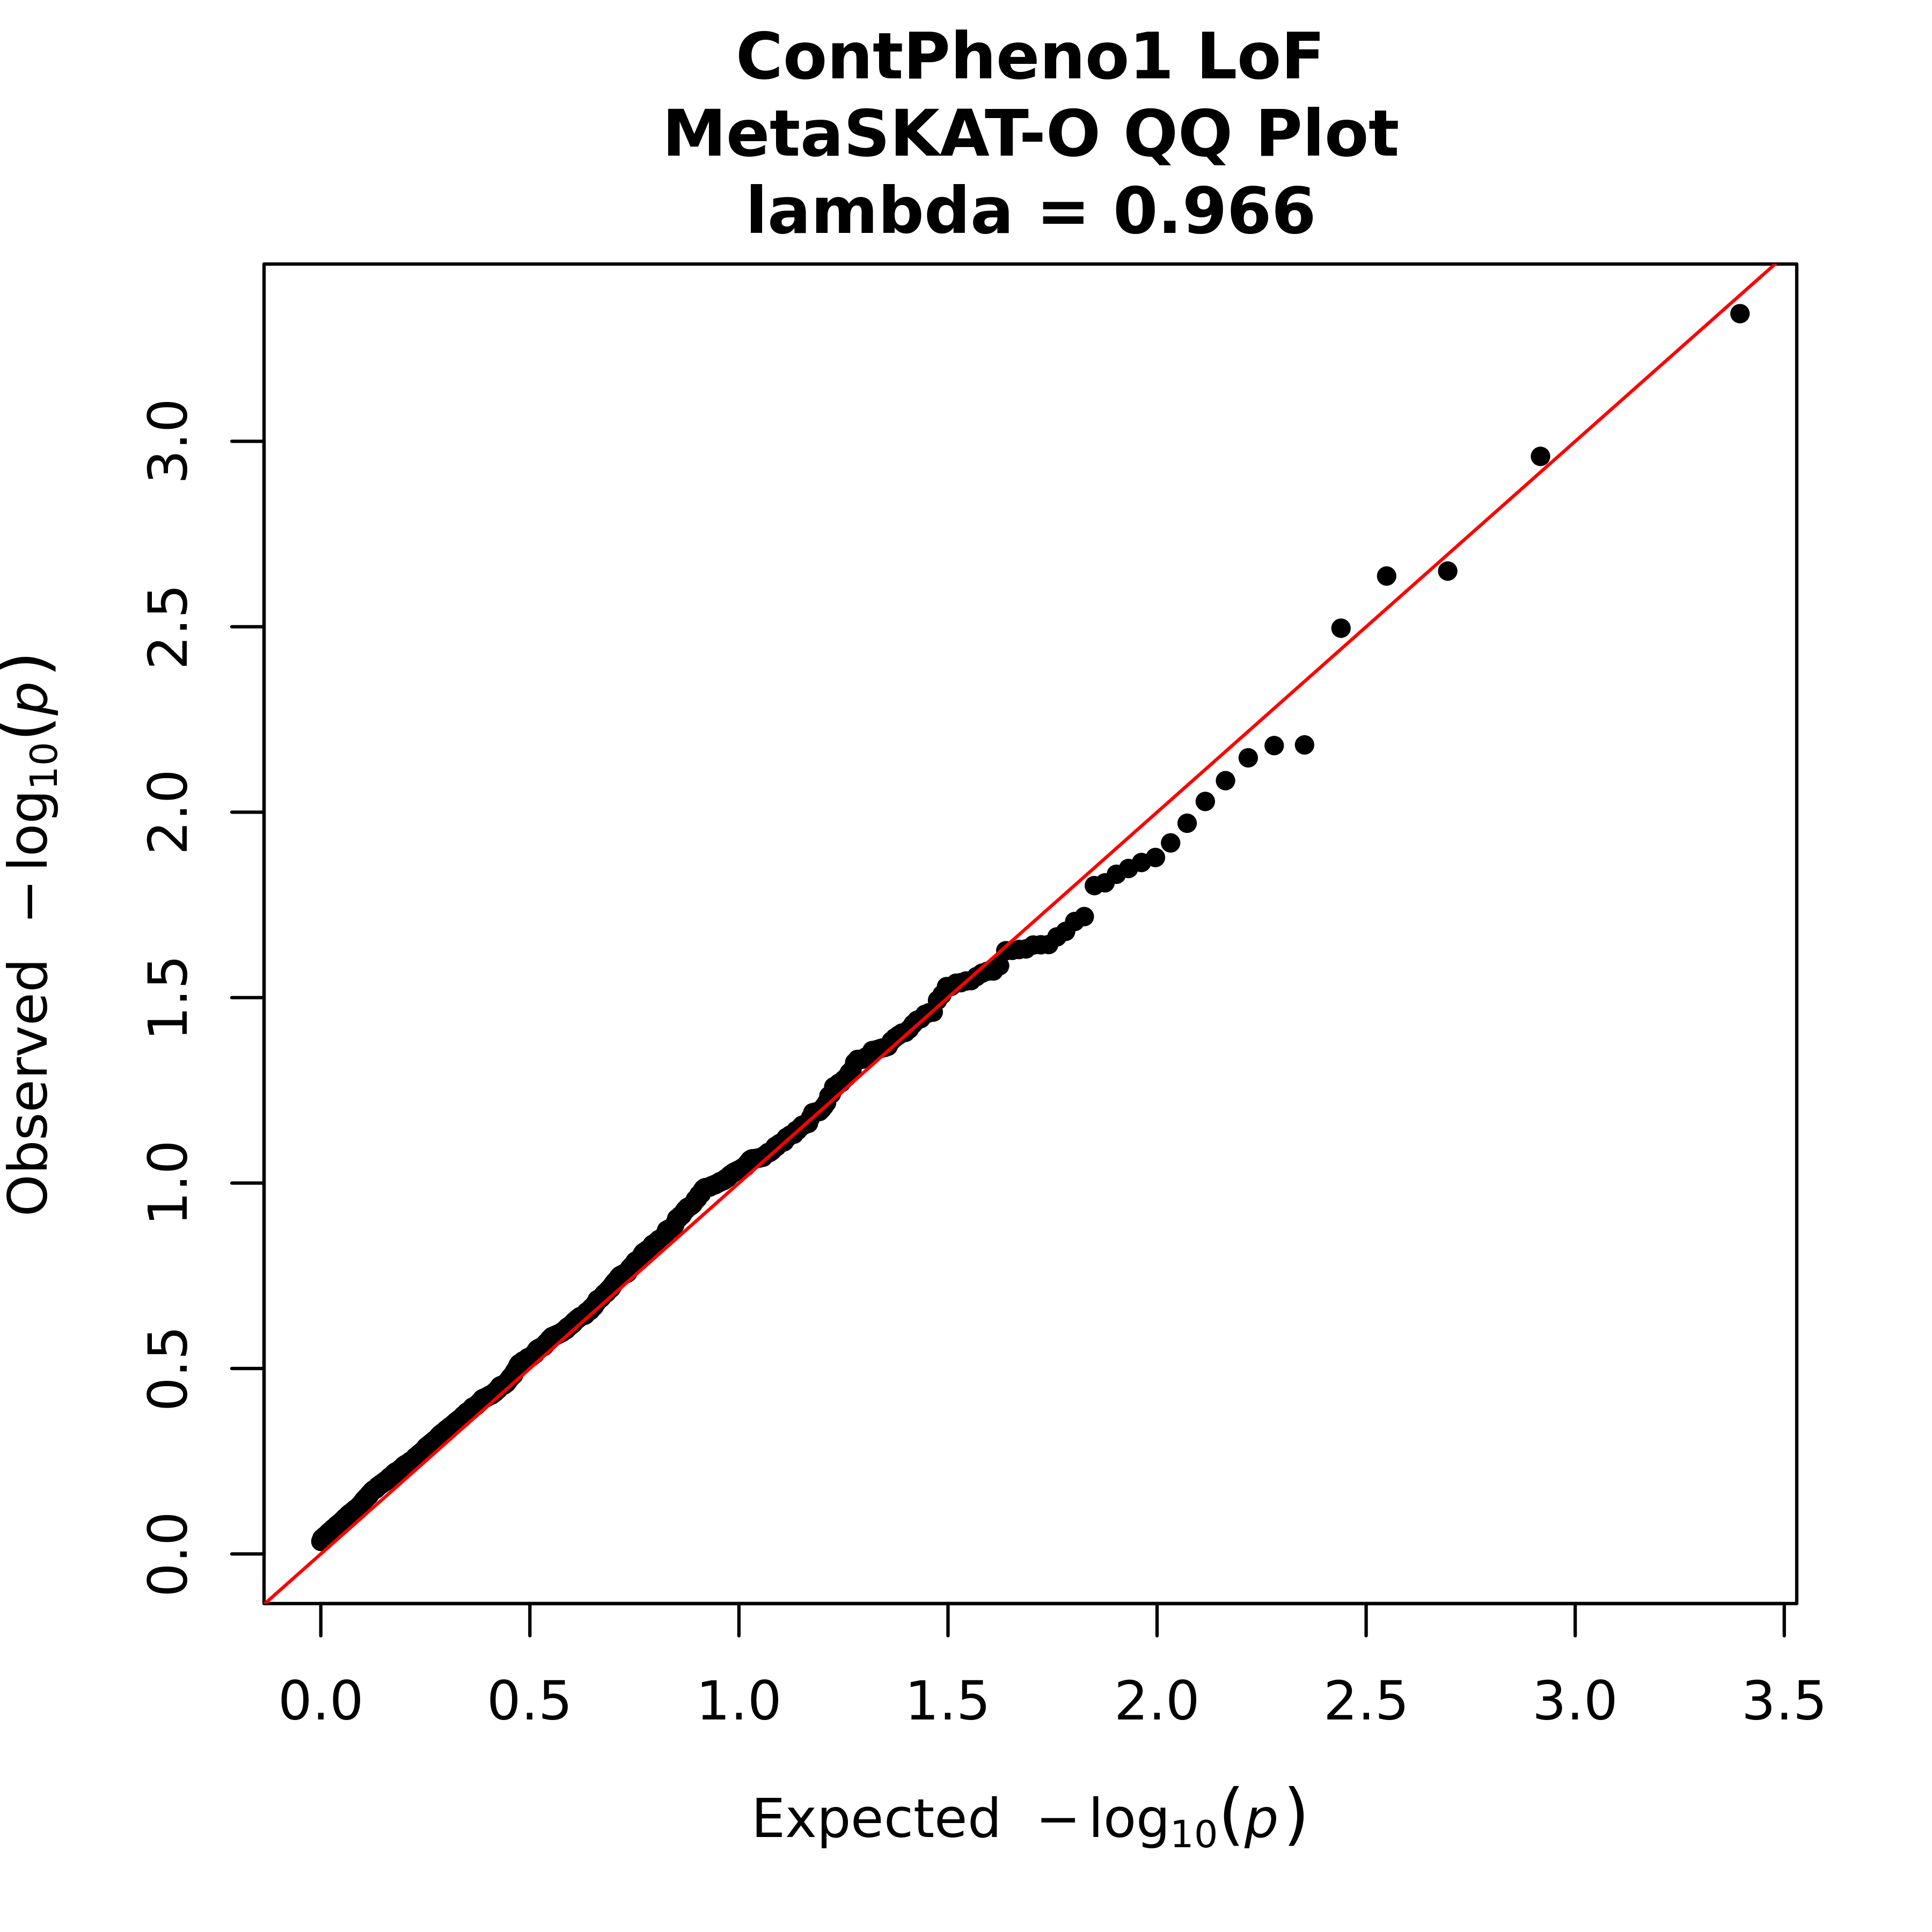 ContPheno1 LoF
MetaSKAT-O QQ Plot
lambda = 0.966
Observed −log10(p)
3.0
2.5
2.0
1.5
1.0
0.5
0.0
0.0 0.5 1.0 1.5 2.0 2.5 3.0 3.5
Expected −log10(p)